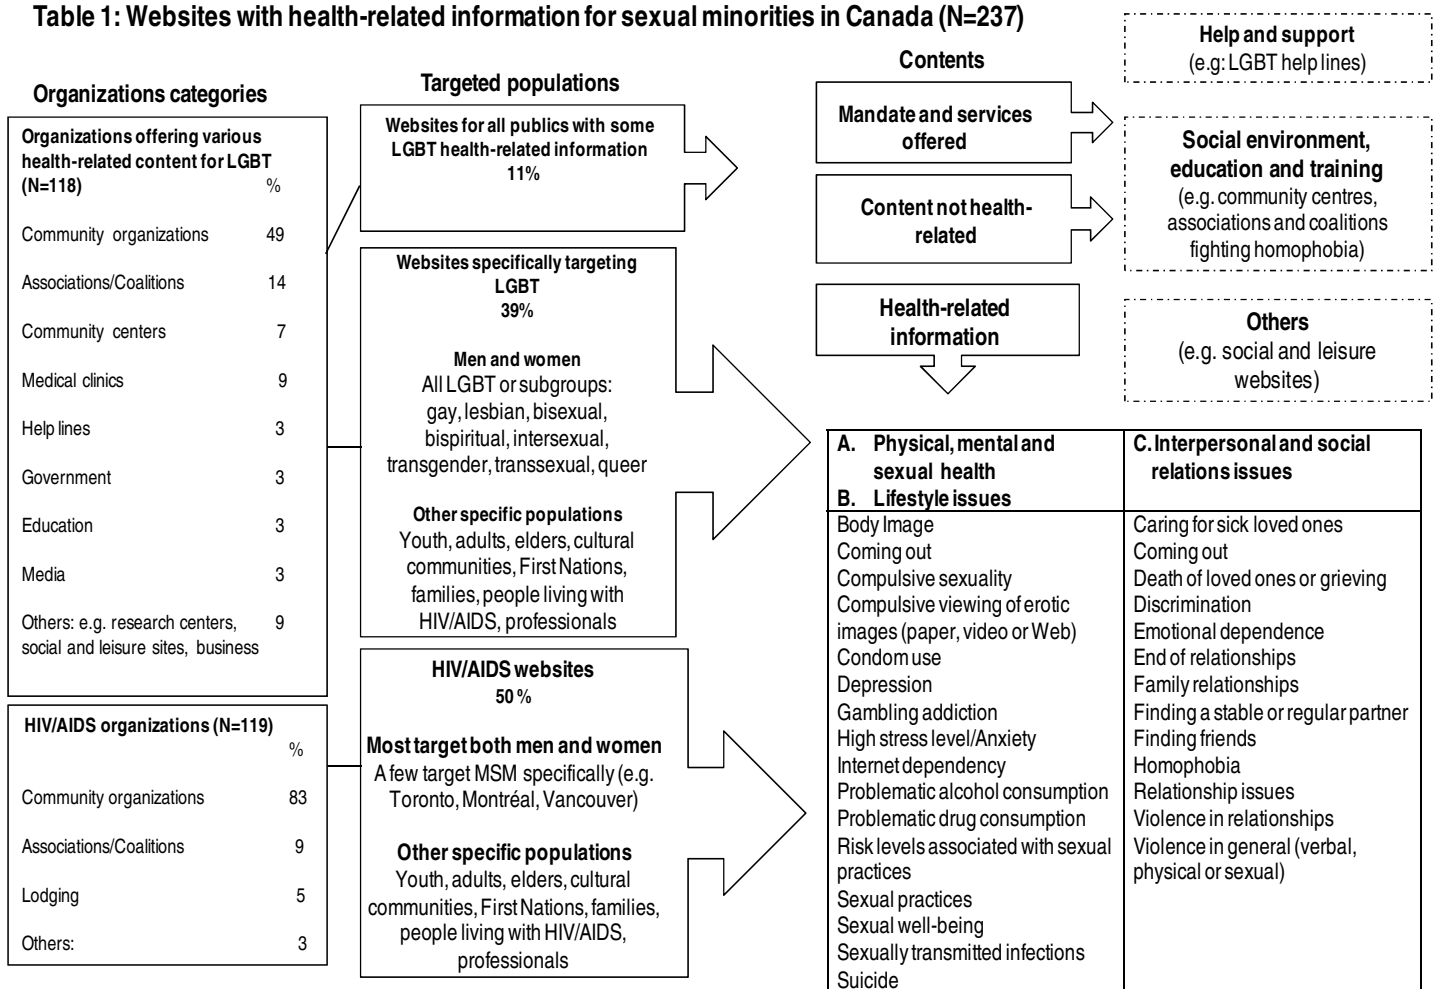 Table 1: Websites with health-related information for sexual minorities in Canada (N=237)
Organizations categories
Organizations offering various
health-related content for LGBT
(N=118) %
Community organizations 49
Associations/Coalitions 14
Community centers 7
Medical clinics 9
Help lines 3
Government 3
Education 3
Media 3
Others: e.g. research centers, 9
social and leisure sites, business
HIV/AIDS organizations (N=119)
%
Community organizations 83
Associations/Coalitions 9
Lodging 5
Others: 3
Targeted populations
Websites for all publics with some
LGBT health-related information
11%
Websites specifically targeting
LGBT
39%
Men and women
All LGBT or subgroups:
gay, lesbian, bisexual,
bispiritual, intersexual,
transgender, transsexual, queer
Other specific populations
Youth, adults, elders, cultural
communities, First Nations,
families, people living with
HIV/AIDS, professionals
HIV/AIDS websites
50 %
Most target both men and women
A few target MSM specifically (e.g.
Toronto, Montréal, Vancouver)
Other specific populations
Youth, adults, elders, cultural
communities, First Nations, families,
people living with HIV/AIDS,
professionals
Contents
Mandate and services
offered
Content not health-
related
Health-related
information
Help and support
(e.g: LGBT help lines)
Social environment,
education and training
(e.g. community centres,
associations and coalitions
fighting homophobia)
Others
(e.g. social and leisure
websites)
A. Physical, mental and
sexual health
B. Lifestyle issues
Body Image
Coming out
Compulsive sexuality
Compulsive viewing of erotic
images (paper, video or Web)
Condom use
Depression
Gambling addiction
High stress level/Anxiety
Internet dependency
Problematic alcohol consumption
Problematic drug consumption
Risk levels associated with sexual
practices
Sexual practices
Sexual well-being
Sexually transmitted infections
Suicide
C. Interpersonal and social
relations issues
Caring for sick loved ones
Coming out
Death of loved ones or grieving
Discrimination
Emotional dependence
End of relationships
Family relationships
Finding a stable or regular partner
Finding friends
Homophobia
Relationship issues
Violence in relationships
Violence in general (verbal,
physical or sexual)